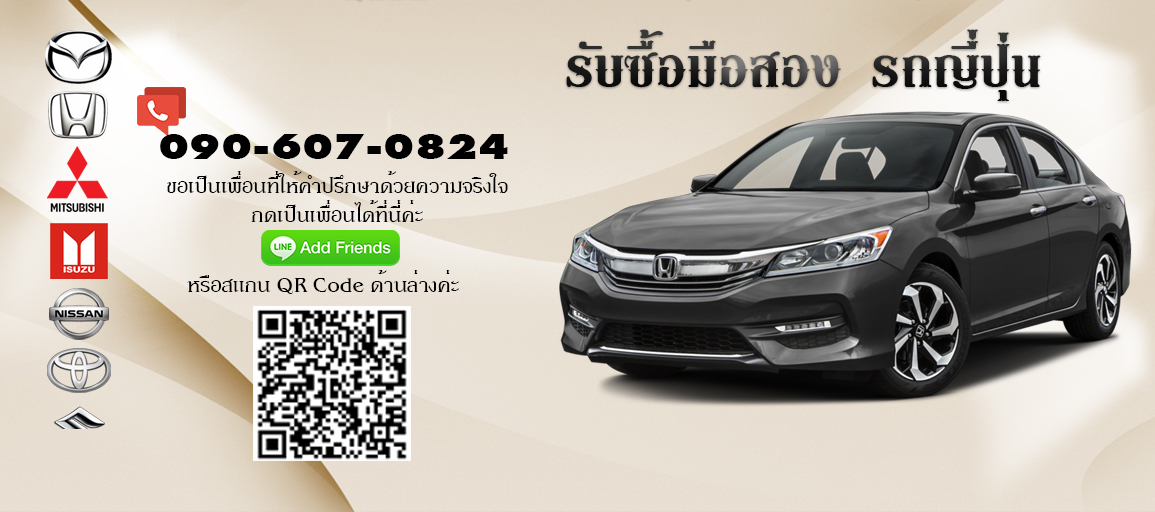 รับซื้อมือสอง รถญี่ปุ่น
090-607-0824
ขอเป็นเพื่อนที่ให้คำปรึกษาด้วยความจริงใจ
กดเป็นเพื่อนได้ที่นี่ค่ะ
LINE Add Friends
หรือสแกน QR Code ด้านล่างค่ะ
MITSUBISHI
ISUZU
NISSAN